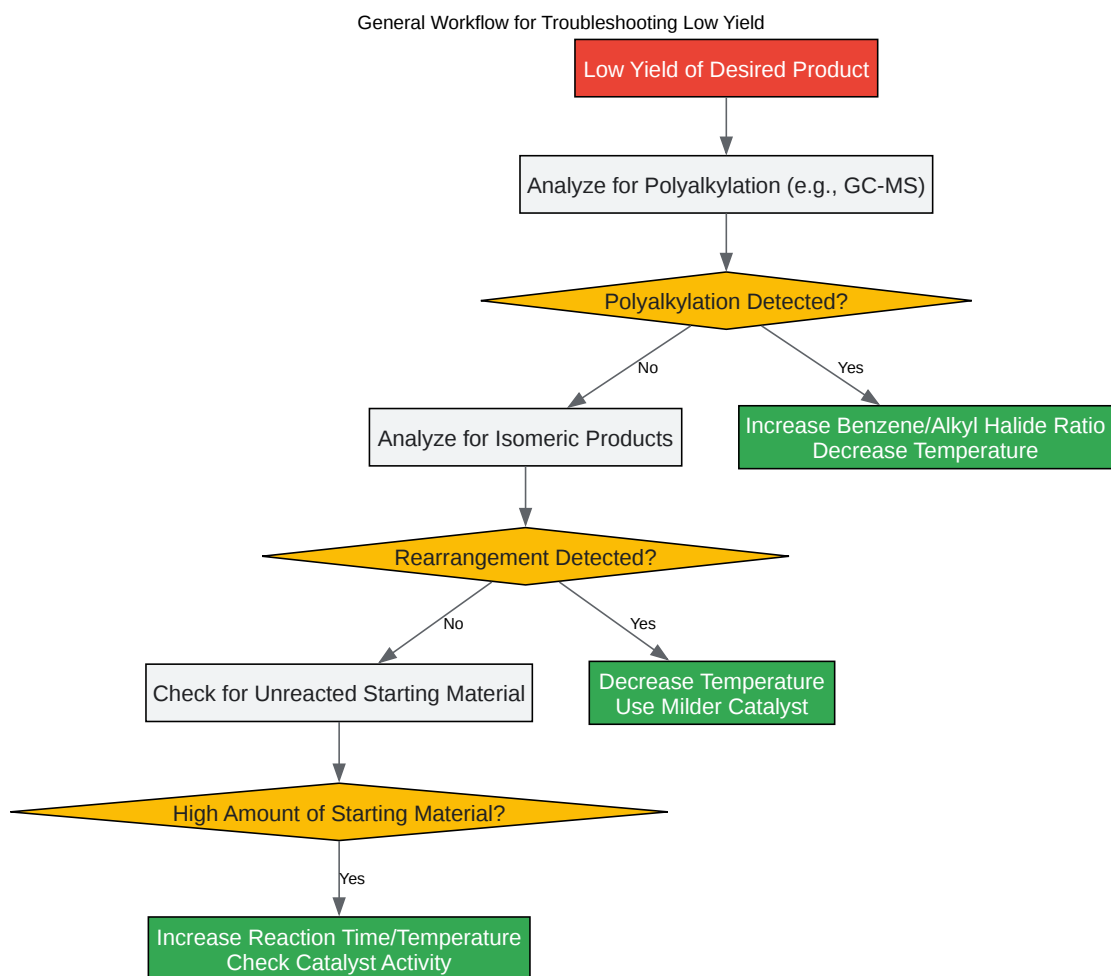 General Workflow for Troubleshooting Low Yield
Low Yield of Desired Product
Analyze for Polyalkylation (e.g., GC-MS)
Polyalkylation Detected?
No
Yes
Analyze for Isomeric Products
Increase Benzene/Alkyl Halide Ratio
Decrease Temperature
Rearrangement Detected?
No
Yes
Check for Unreacted Starting Material
Decrease Temperature
Use Milder Catalyst
High Amount of Starting Material?
Yes
Increase Reaction Time/Temperature
Check Catalyst Activity